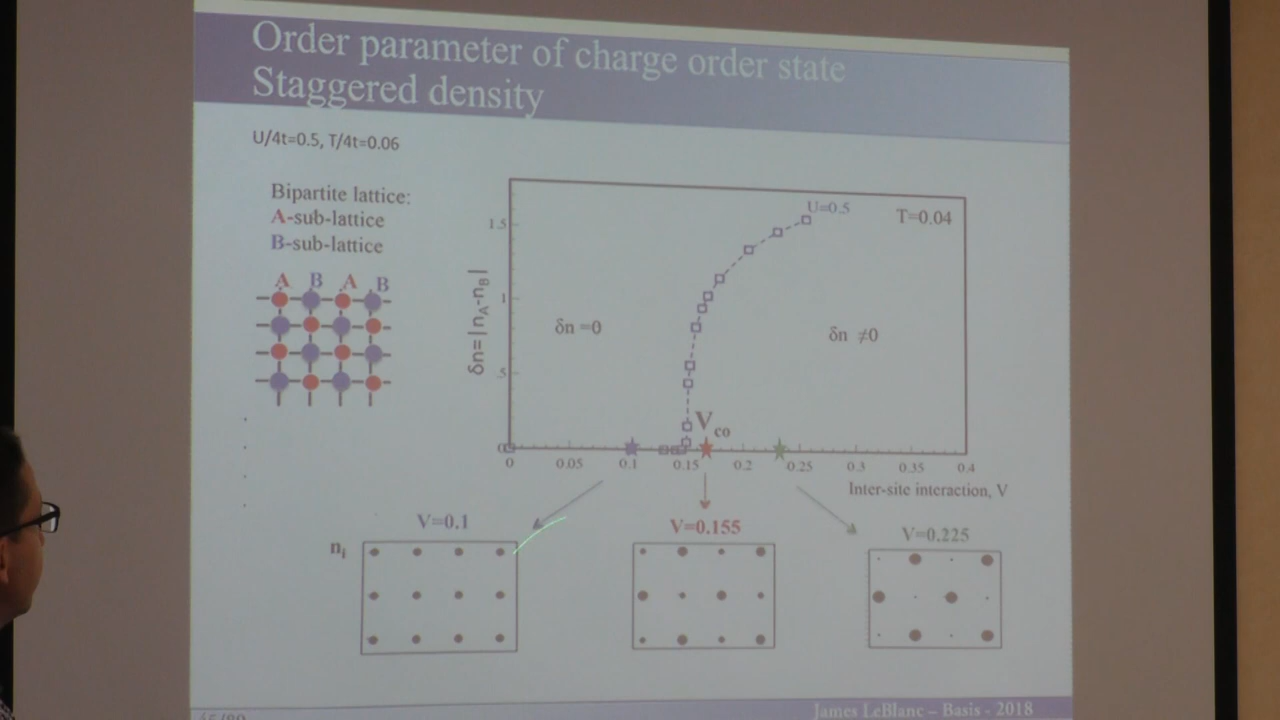 Order parameter of charge order state
Staggered density
U/4t=0.5, T/4t=0.06
Bipartite lattice:
A-sub-lattice
B-sub-lattice
A B A B
U=0.5
T=0.04
1.5
1
.5
0
δn=|n_A-n_B|
δn =0
δn ≠0
V_co
0 0.05 0.1 0.15 0.2 0.25 0.3 0.35 0.4
Inter-site interaction, V
V=0.1
V=0.155
V=0.225
n_i
James LeBlanc – Basis - 2018